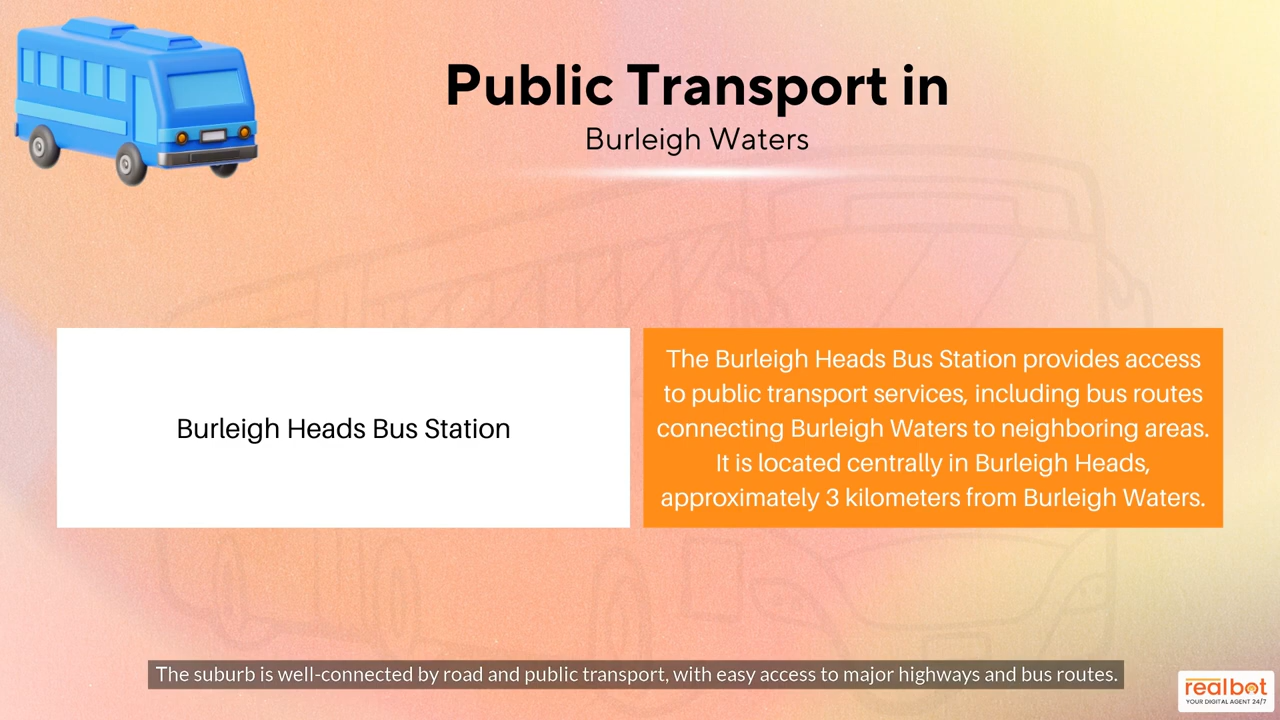 Public Transport in
Burleigh Waters
Burleigh Heads Bus Station
The Burleigh Heads Bus Station provides access
to public transport services, including bus routes
connecting Burleigh Waters to neighboring areas.
It is located centrally in Burleigh Heads,
approximately 3 kilometers from Burleigh Waters.
The suburb is well-connected by road and public transport, with easy access to major highways and bus routes.
realbot
YOUR DIGITAL AGENT 24/7